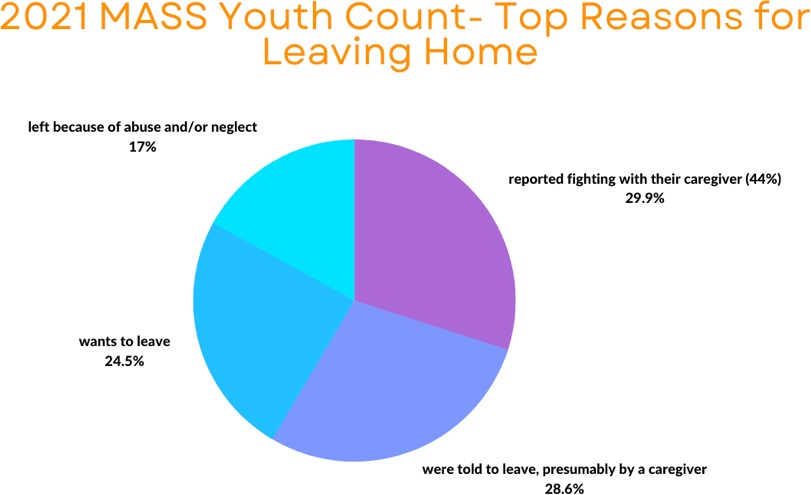 2021 MASS Youth Count- Top Reasons for
Leaving Home
left because of abuse and/or neglect
17%
reported fighting with their caregiver (44%)
29.9%
wants to leave
24.5%
were told to leave, presumably by a caregiver
28.6%